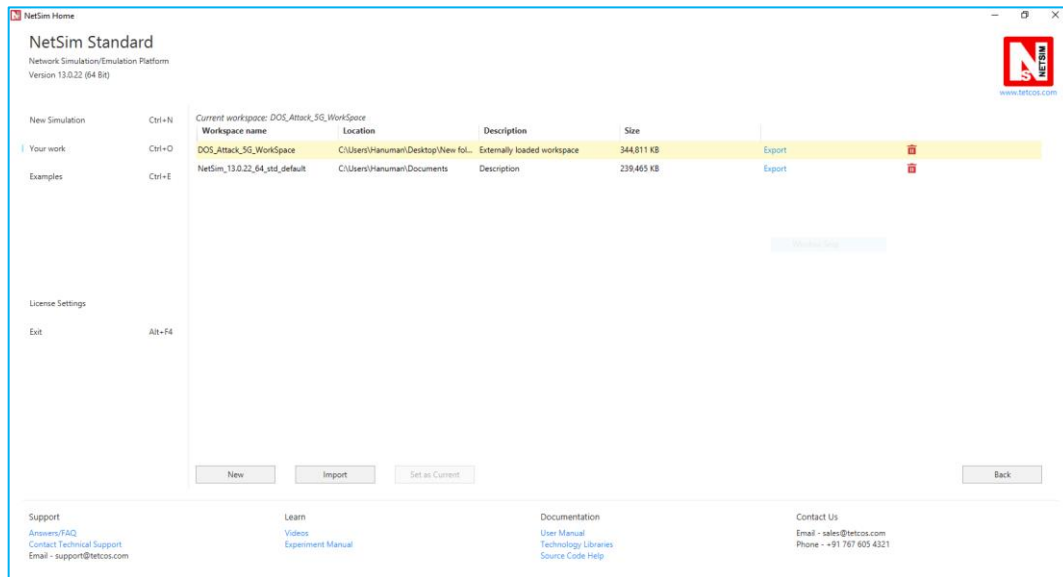 NetSim Home
NetSim Standard
Network Simulation/Emulation Platform
Version 13.0.22 (64 Bit)
N
S
NETSIM
www.tetcos.com
New Simulation Ctrl+N
Your work Ctrl+O
Examples Ctrl+E
License Settings
Exit Alt+F4
Current workspace: DOS_Attack_5G_WorkSpace
Workspace name Location Description Size
DOS_Attack_5G_WorkSpace C:\Users\Hanuman\Desktop\New fol... Externally loaded workspace 344,811 KB Export
NetSim_13.0.22_64_std_default C:\Users\Hanuman\Documents Description 239,465 KB Export
New Import Set as Current Back
Support Learn Documentation Contact Us
Answers/FAQ Videos User Manual Email - sales@tetcos.com
Contact Technical Support Experiment Manual Technology Libraries Phone - +91 767 605 4321
Email - support@tetcos.com Source Code Help